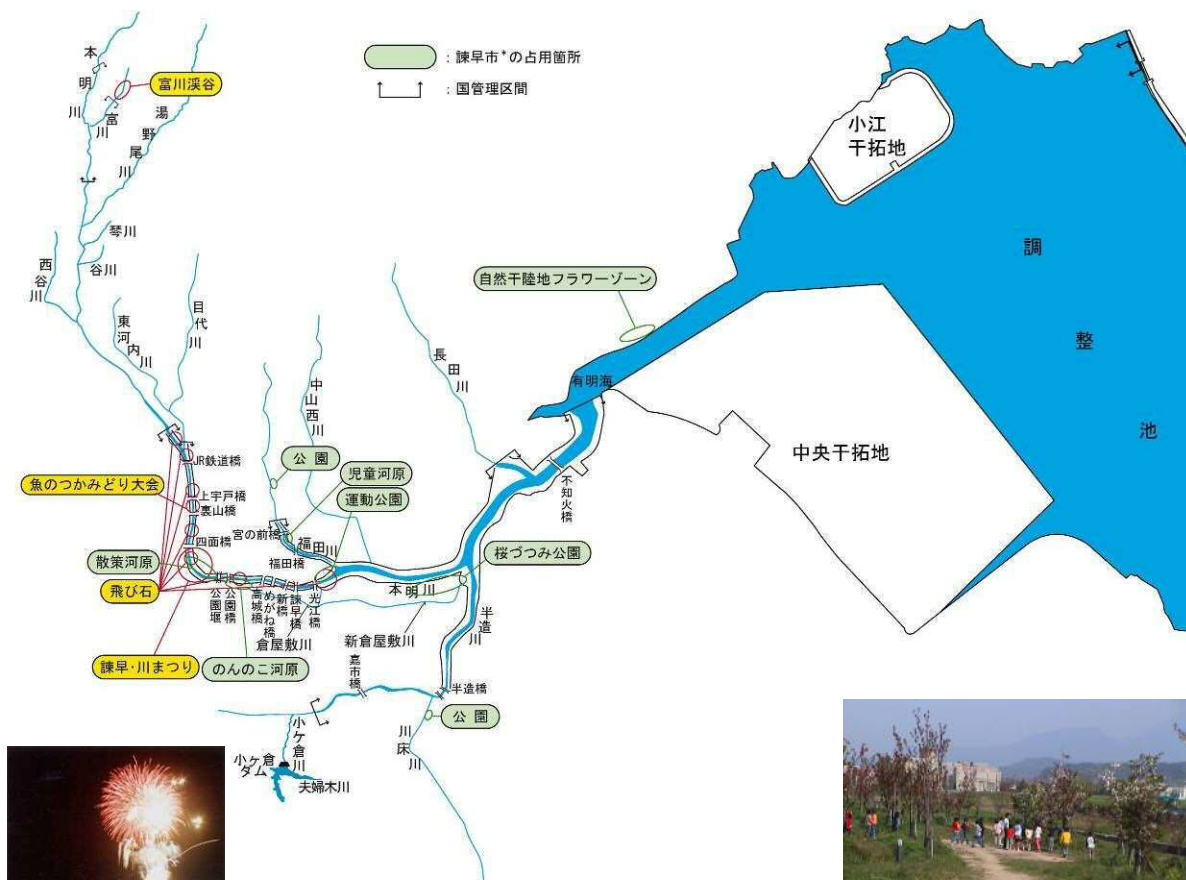 ：諫早市*の占用箇所
：国管理区間
本明川
富川渓谷
富川
湯野尾川
琴川
谷川
西谷川
東河内川
目代川
小江
干拓地
調整池
自然干陸地フラワーゾーン
有明海
中央干拓地
長田川
中山西川
公園
児童河原
運動公園
JR鉄道橋
魚のつかみどり大会
上宇戸橋
裏山橋
四面橋
宮の前橋
福田川
福田橋
不知火橋
散策河原
飛び石
公園堰
公園橋
高城橋
めがね橋
新橋
諫早橋
光江橋
倉屋敷川
本明川
新倉屋敷川
桜づつみ公園
半造川
諫早・川まつり
のんのこ河原
嘉市橋
半造橋
公園
川床川
小ケ倉川
小ケ倉
ダム
夫婦木川